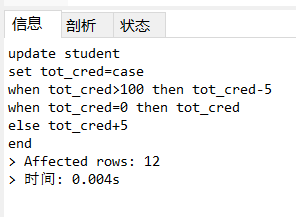 信息 剖析 状态
update student
set tot_cred=case
when tot_cred>100 then tot_cred-5
when tot_cred=0 then tot_cred
else tot_cred+5
end
> Affected rows: 12
> 时间: 0.004s